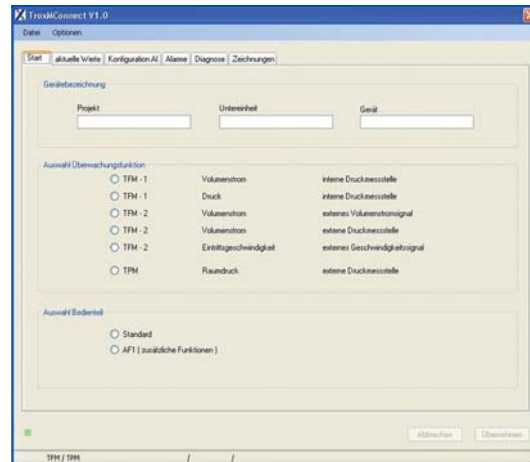 TroxMConnect V1.0
Datei Optionen
Start aktuelle Werte Konfiguration AI Alarme Diagnose Zeichnungen
Gerätebezeichnung
Projekt Untereinheit Gerät
Auswahl Überwachungsfunktion
TFM - 1 Volumenstrom interne Druckmessstelle
TFM - 1 Druck interne Druckmessstelle
TFM - 2 Volumenstrom externes Volumenstromsignal
TFM - 2 Volumenstrom externe Druckmessstelle
TFM - 2 Eintrittsgeschwindigkeit externes Geschwindigkeitssignal
TPM Raumdruck externe Druckmessstelle
Auswahl Bedienteil
Standard
AF1 ( zusätzliche Funktionen )
Abbrechen Übernehmen
TFM / TPM / /